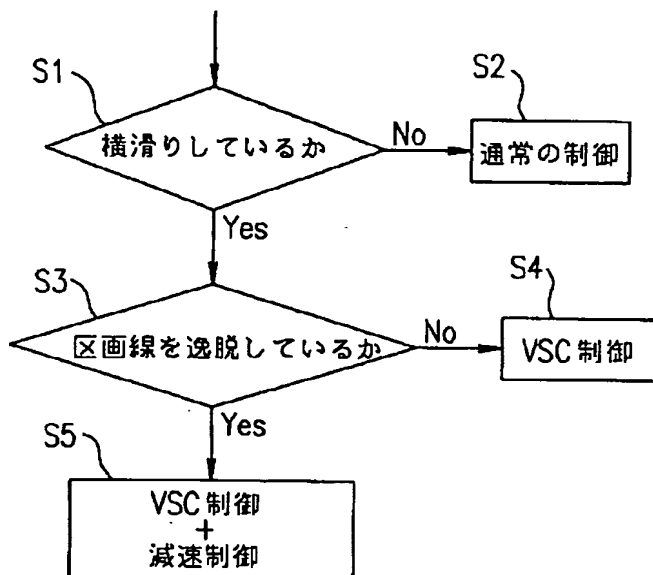 S1
横滑りしているか
No
S2
通常の制御
Yes
S3
区画線を逸脱しているか
No
S4
VSC制御
Yes
S5
VSC制御
+
減速制御